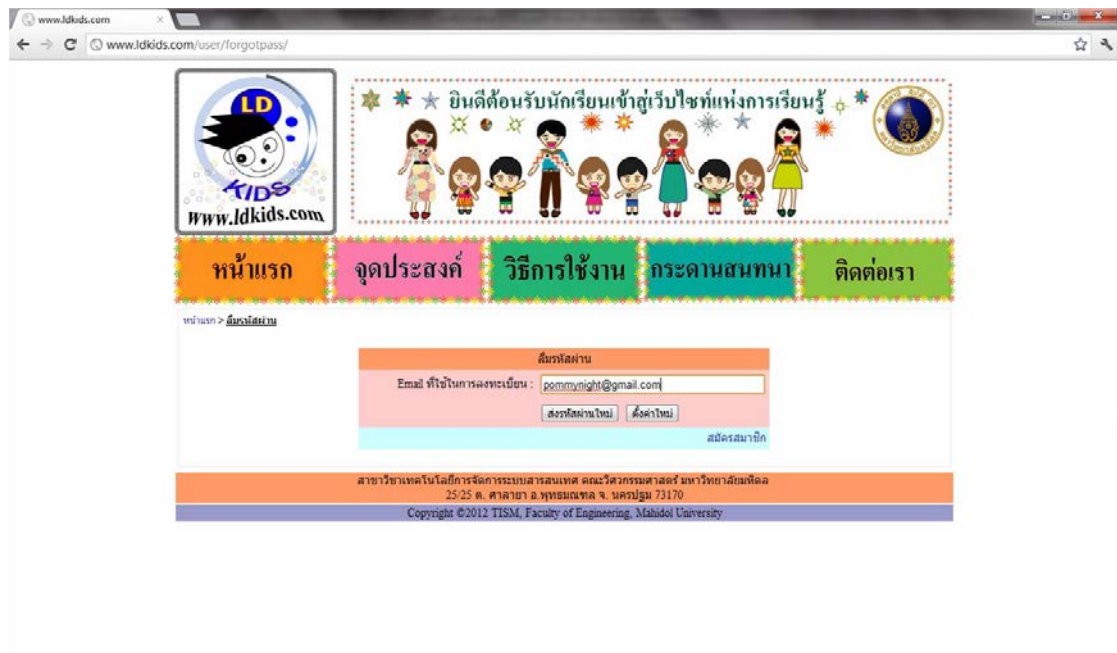 www.ldkids.com
www.ldkids.com/user/forgotpass/
LD
KIDS
www.ldkids.com
ยินดีต้อนรับนักเรียนเข้าสู่เว็บไซท์แห่งการเรียนรู้
หน้าแรก
จุดประสงค์
วิธีการใช้งาน
กระดานสนทนา
ติดต่อเรา
หน้าแรก > ลืมรหัสผ่าน
ลืมรหัสผ่าน
Email ที่ใช้ในการลงทะเบียน : pommynight@gmail.com
ส่งรหัสผ่านใหม่ ตั้งค่าใหม่
สมัครสมาชิก
สาขาวิชาเทคโนโลยีการจัดการระบบสารสนเทศ คณะวิศวกรรมศาสตร์ มหาวิทยาลัยมหิดล
25/25 ต. ศาลายา อ.พุทธมณฑล จ. นครปฐม 73170
Copyright ©2012 TISM, Faculty of Engineering, Mahidol University